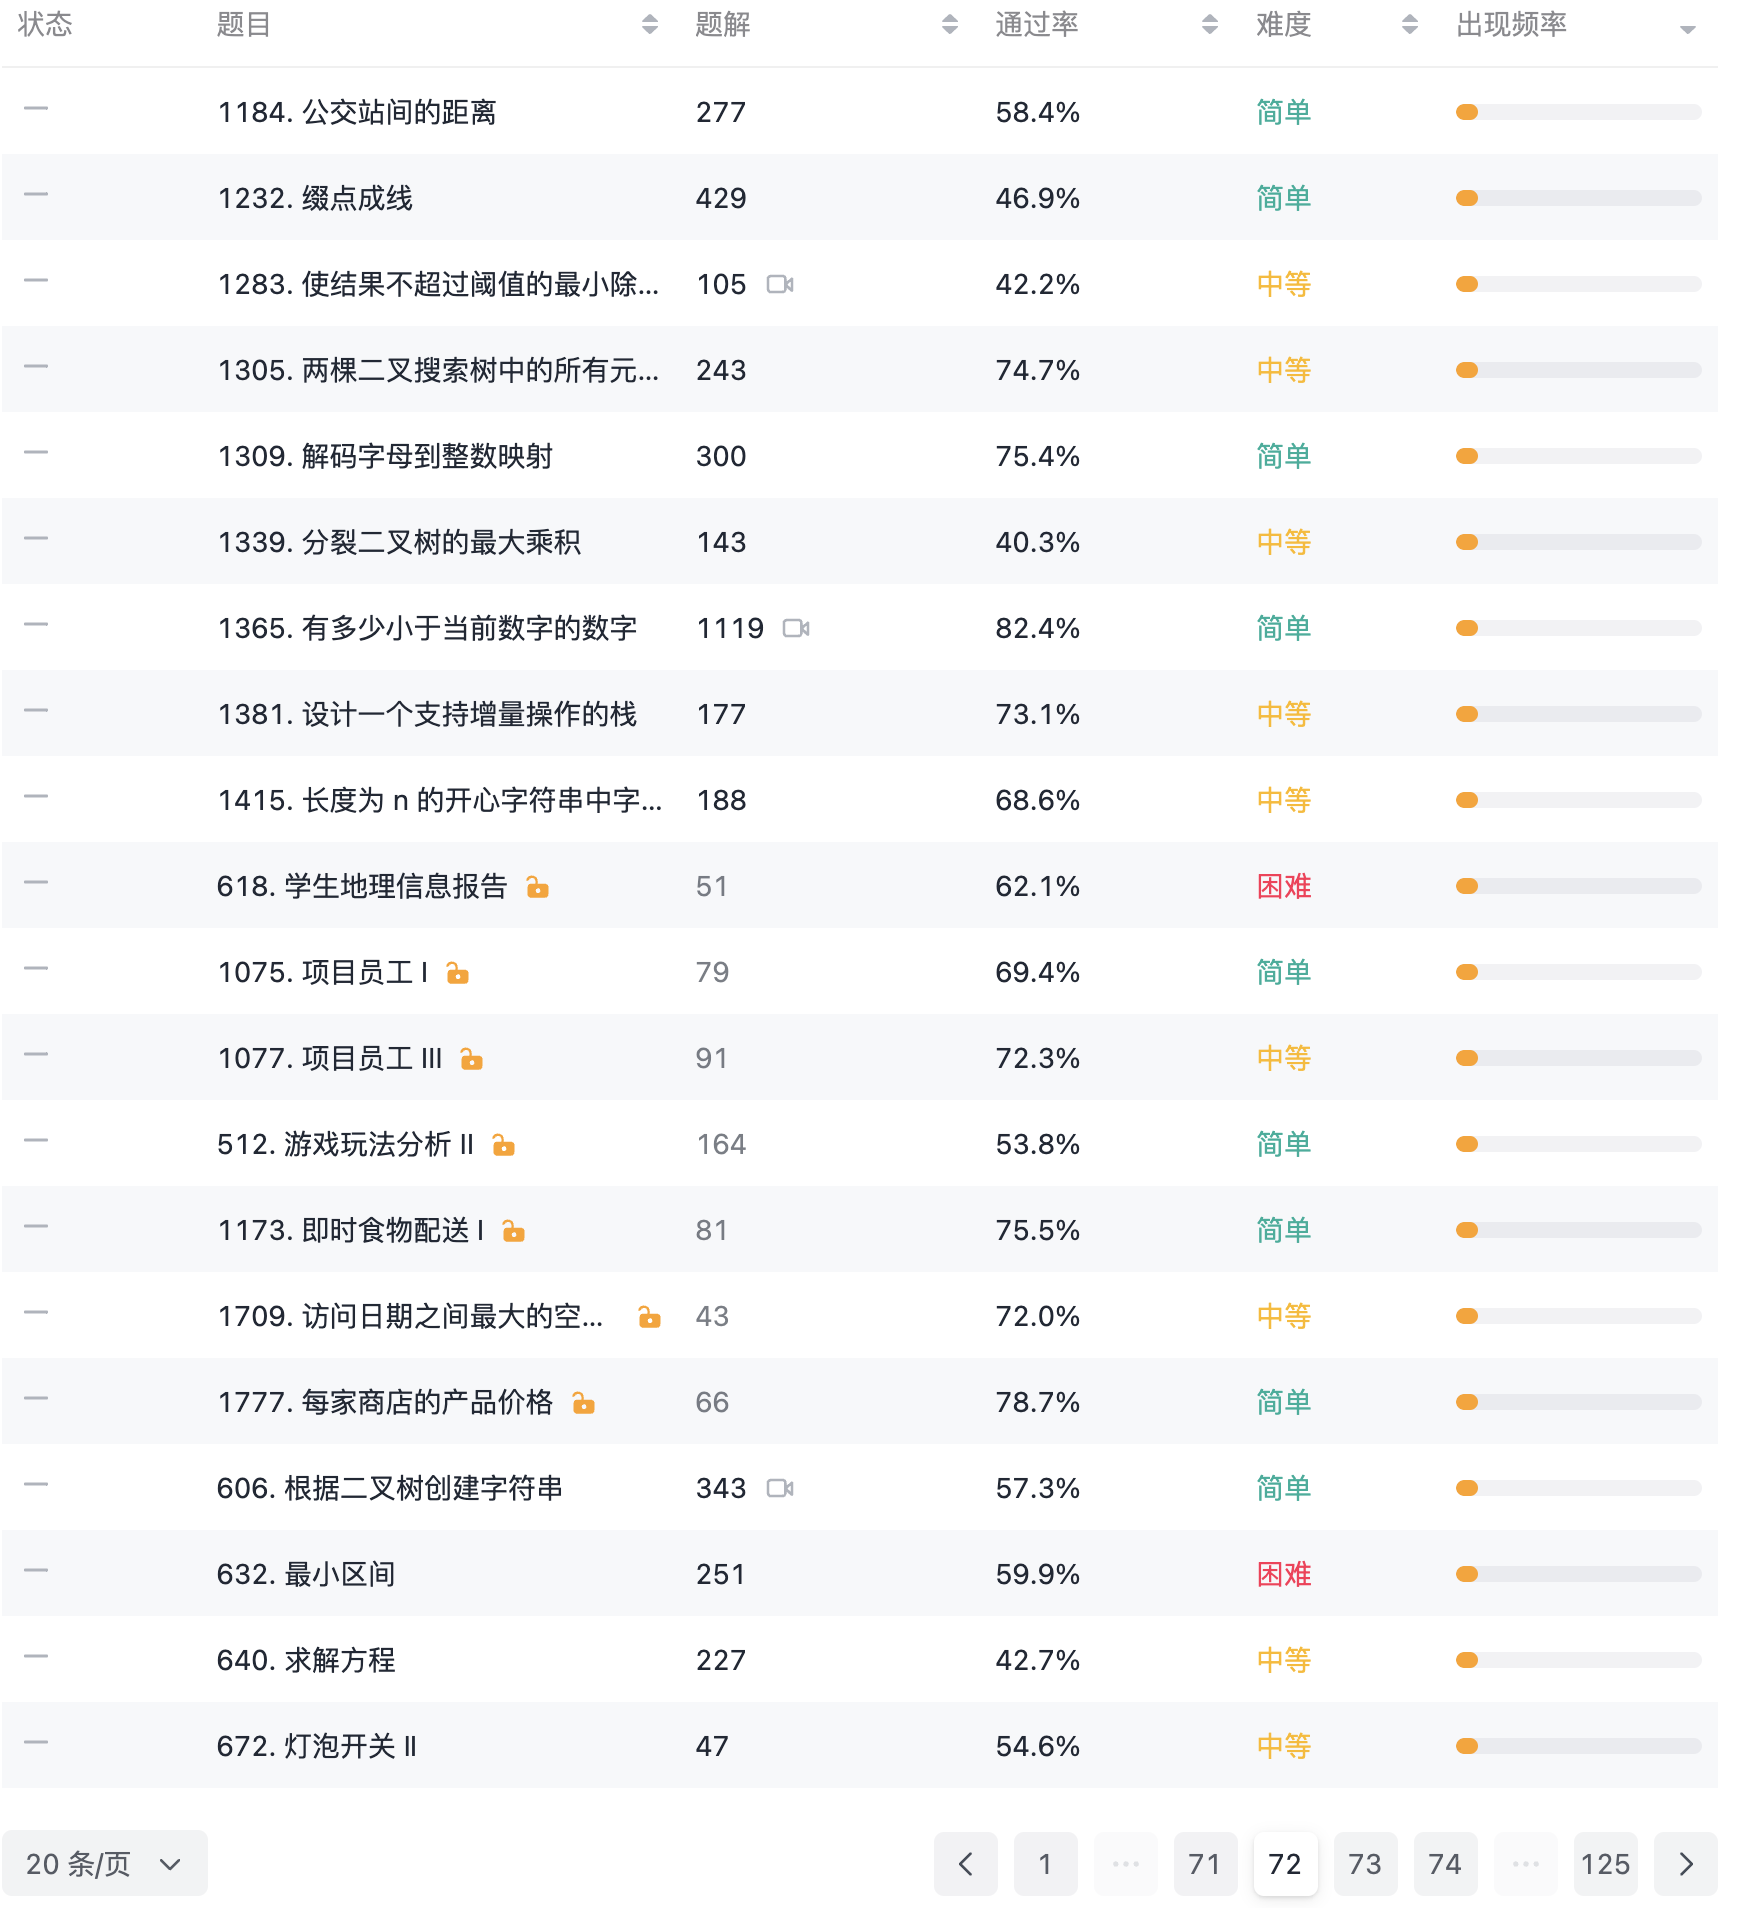 状态 题目 题解 通过率 难度 出现频率
1184. 公交站间的距离 277 58.4% 简单
1232. 缀点成线 429 46.9% 简单
1283. 使结果不超过阈值的最小除... 105 42.2% 中等
1305. 两棵二叉搜索树中的所有元... 243 74.7% 中等
1309. 解码字母到整数映射 300 75.4% 简单
1339. 分裂二叉树的最大乘积 143 40.3% 中等
1365. 有多少小于当前数字的数字 1119 82.4% 简单
1381. 设计一个支持增量操作的栈 177 73.1% 中等
1415. 长度为 n 的开心字符串中字... 188 68.6% 中等
618. 学生地理信息报告 51 62.1% 困难
1075. 项目员工 I 79 69.4% 简单
1077. 项目员工 III 91 72.3% 中等
512. 游戏玩法分析 II 164 53.8% 简单
1173. 即时食物配送 I 81 75.5% 简单
1709. 访问日期之间最大的空... 43 72.0% 中等
1777. 每家商店的产品价格 66 78.7% 简单
606. 根据二叉树创建字符串 343 57.3% 简单
632. 最小区间 251 59.9% 困难
640. 求解方程 227 42.7% 中等
672. 灯泡开关 II 47 54.6% 中等
20 条/页 1 ... 71 72 73 74 ... 125